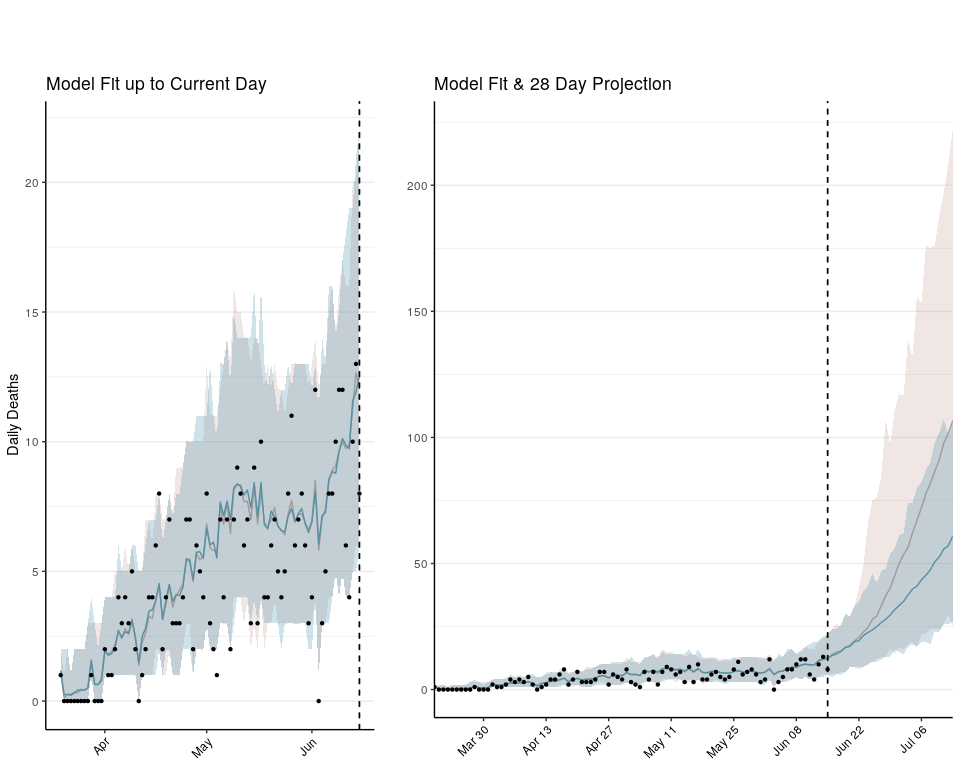 Model Fit up to Current Day
Model Fit & 28 Day Projection
Daily Deaths
20
15
10
5
0
Apr
May
Jun
200
150
100
50
0
Mar 30
Apr 13
Apr 27
May 11
May 25
Jun 08
Jun 22
Jul 06